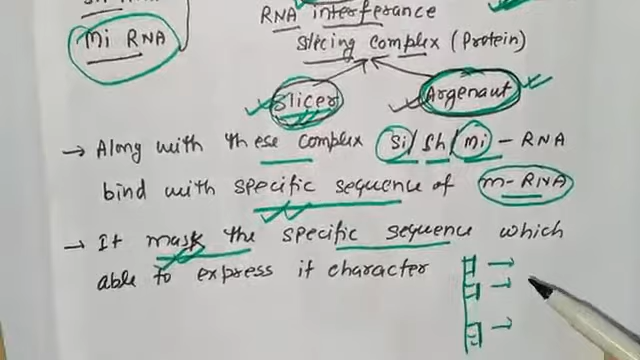 Mi RNA
RNA interferance
Slicing Complex (Protein)
Slicer Argenaut
→ Along with these complex Si/Sh/Mi - RNA
bind with specific sequence of m-RNA
→ It mask the specific sequence which
able to express it character